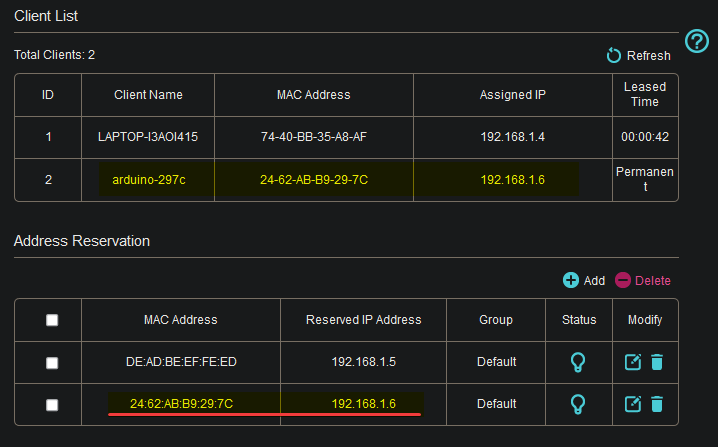 Client List
Total Clients: 2
Refresh
ID Client Name MAC Address Assigned IP Leased Time
1 LAPTOP-I3AOI415 74-40-BB-35-A8-AF 192.168.1.4 00:00:42
2 arduino-297c 24-62-AB-B9-29-7C 192.168.1.6 Permanen
t
Address Reservation
Add Delete
MAC Address Reserved IP Address Group Status Modify
DE:AD:BE:EF:FE:ED 192.168.1.5 Default
24:62:AB:B9:29:7C 192.168.1.6 Default